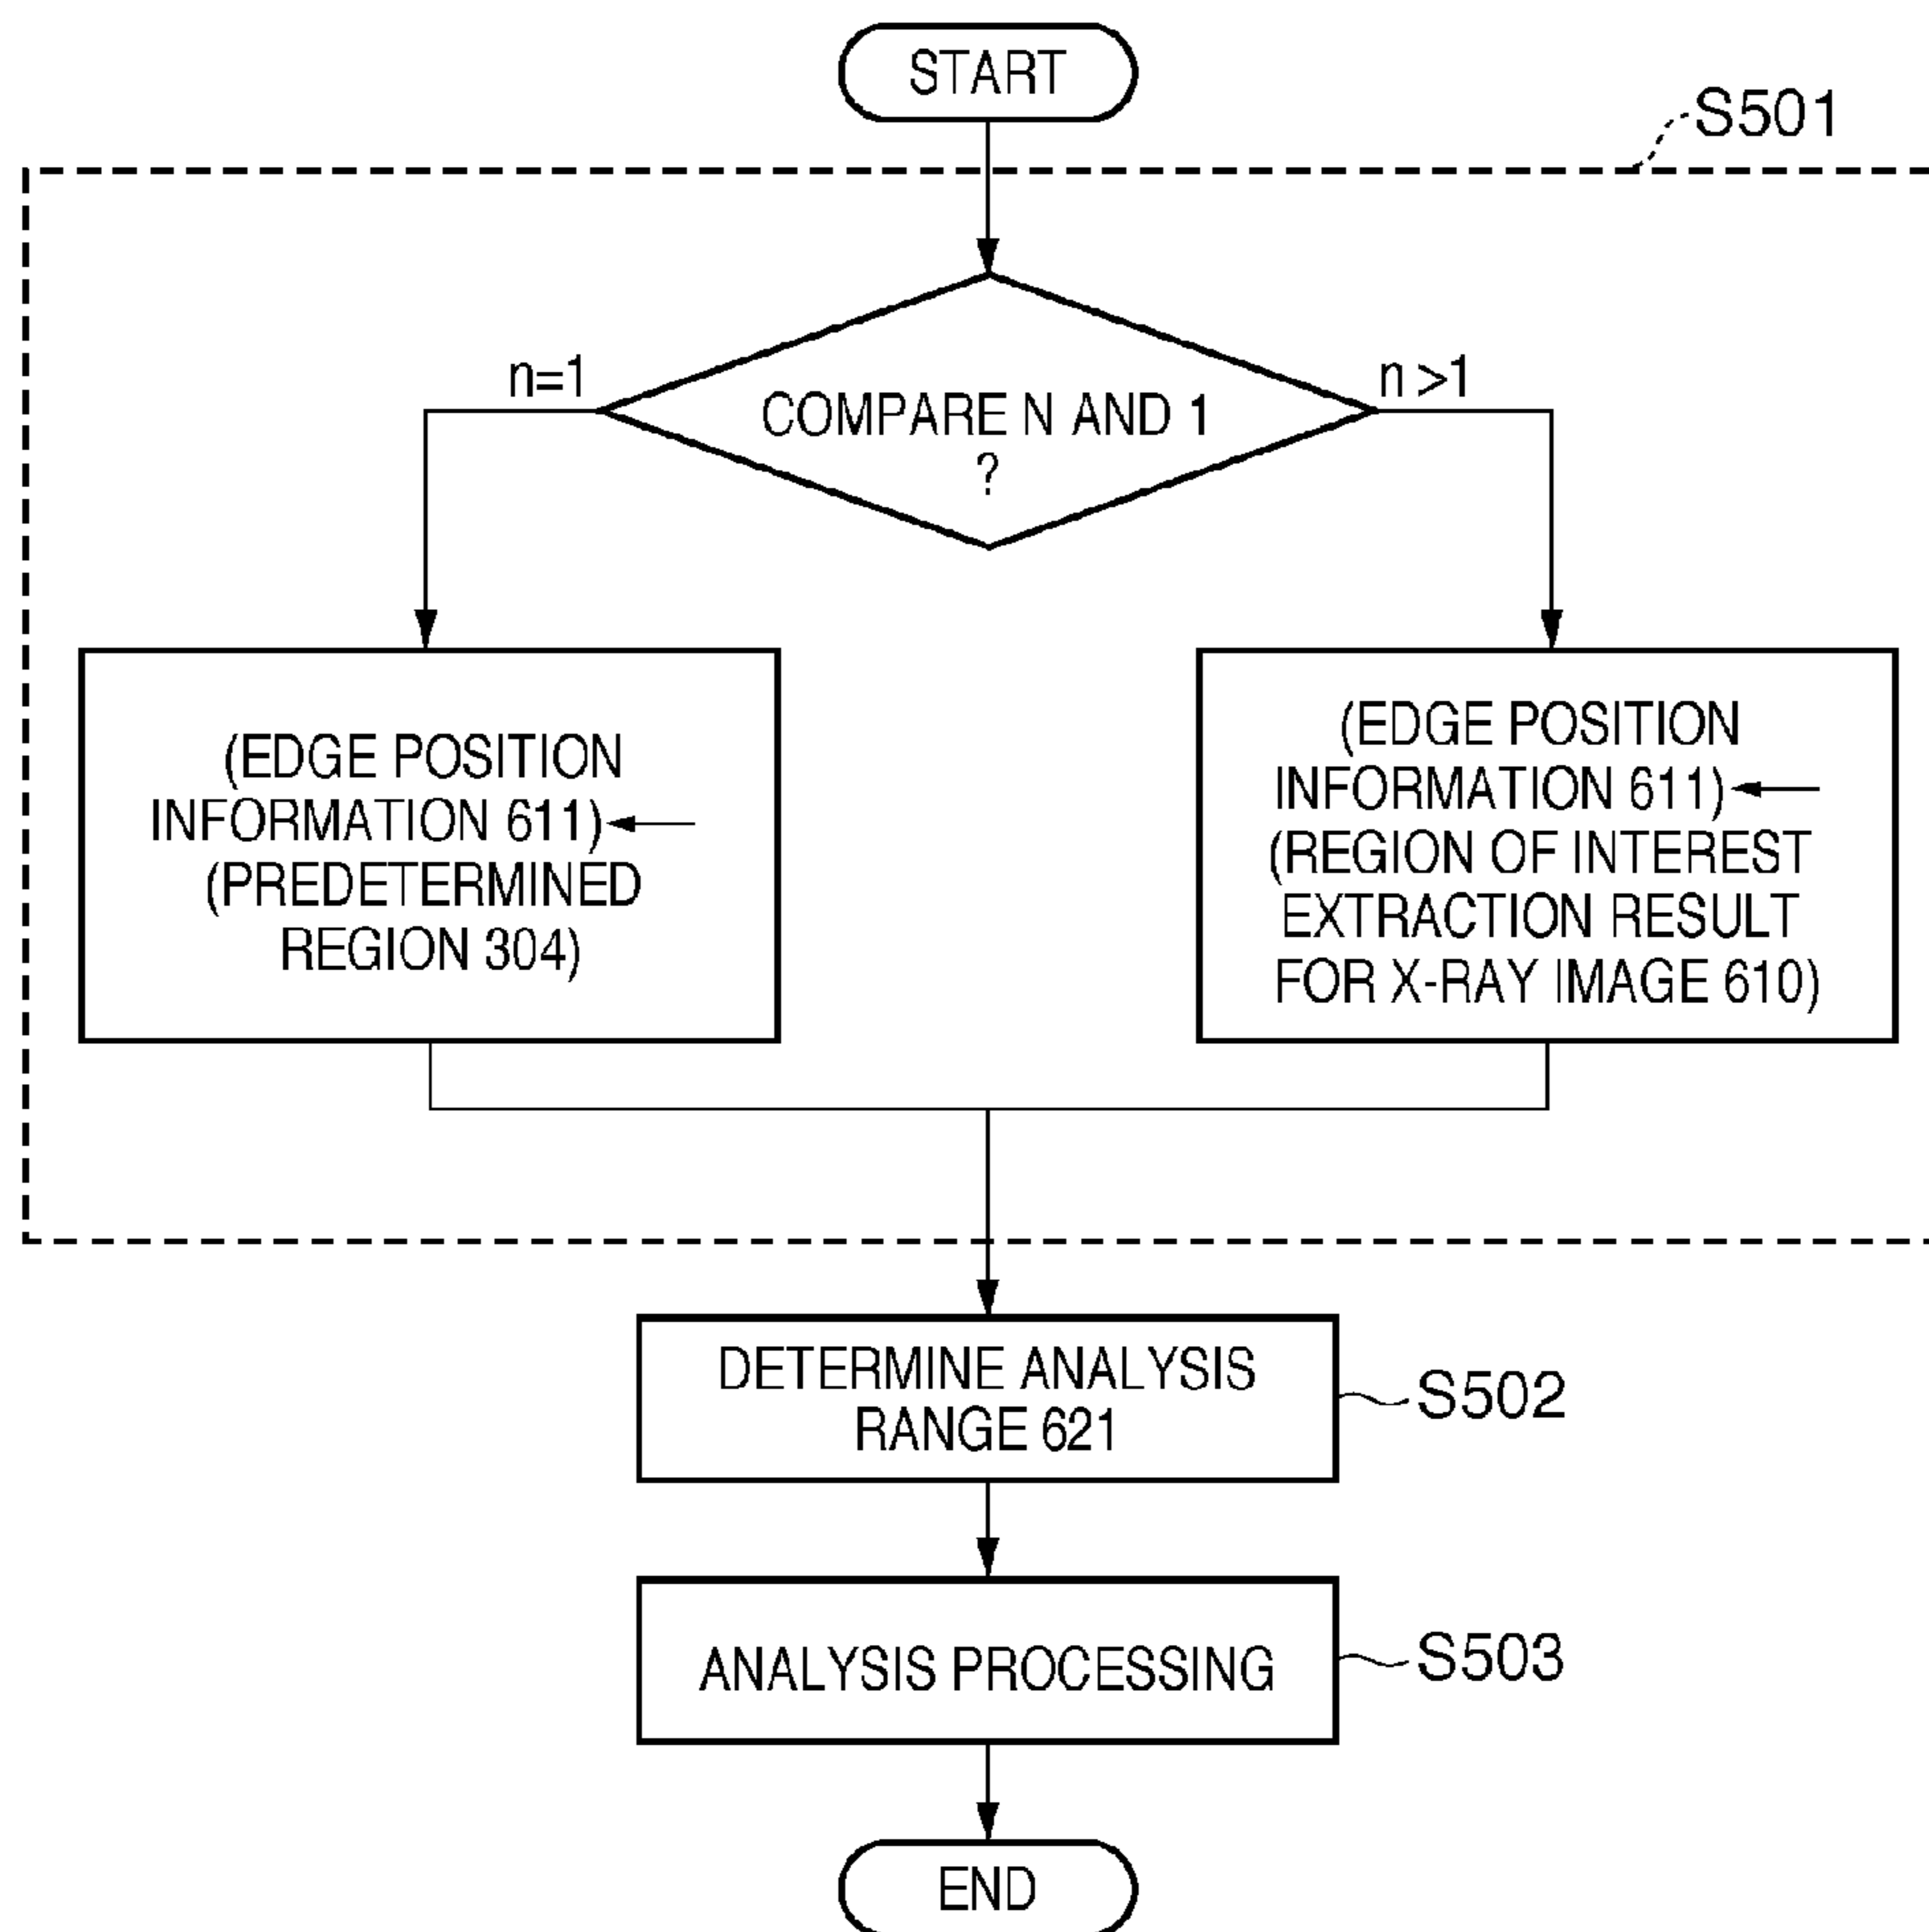 START
S501
n=1
n >1
COMPARE N AND 1
?
(EDGE POSITION
INFORMATION 611)←
(PREDETERMINED
REGION 304)
(EDGE POSITION
INFORMATION 611)←
(REGION OF INTEREST
EXTRACTION RESULT
FOR X-RAY IMAGE 610)
DETERMINE ANALYSIS
RANGE 621
S502
ANALYSIS PROCESSING
S503
END